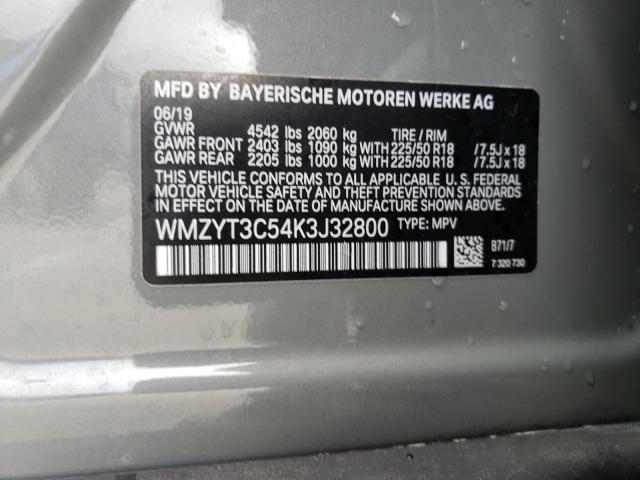 MFD BY BAYERISCHE MOTOREN WERKE AG
06/19
GVWR 4542 lbs 2060 kg TIRE / RIM
GAWR FRONT 2403 lbs 1090 kg WITH 225/50 R18 /7.5J x 18
GAWR REAR 2205 lbs 1000 kg WITH 225/50 R18 /7.5J x 18
THIS VEHICLE CONFORMS TO ALL APPLICABLE U. S. FEDERAL
MOTOR VEHICLE SAFETY AND THEFT PREVENTION STANDARDS
IN EFFECT ON THE DATE OF MANUFACTURE SHOWN ABOVE.
WMZYT3C54K3J32800 TYPE: MPV
B71/7
7 320 730